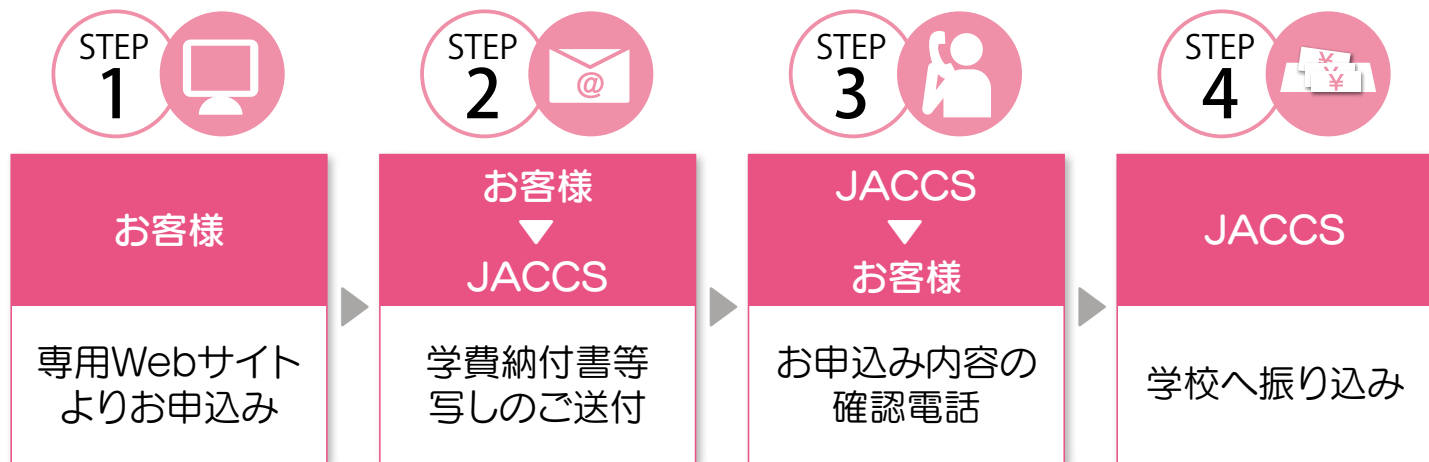 STEP
1
お客様
専用Webサイト
よりお申込み
STEP
2
@
お客様
▼
JACCS
学費納付書等
写しのご送付
STEP
3
JACCS
▼
お客様
お申込み内容の
確認電話
STEP
4
¥
¥
JACCS
学校へ振り込み